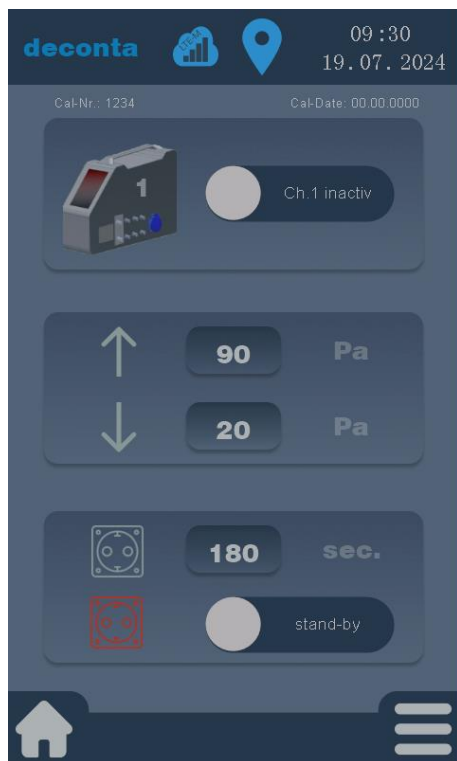 deconta
LTE-M
09:30
19.07.2024
Cal-Nr.: 1234
Cal-Date: 00.00.0000
1
Ch.1 inactiv
90 Pa
20 Pa
180 sec.
stand-by